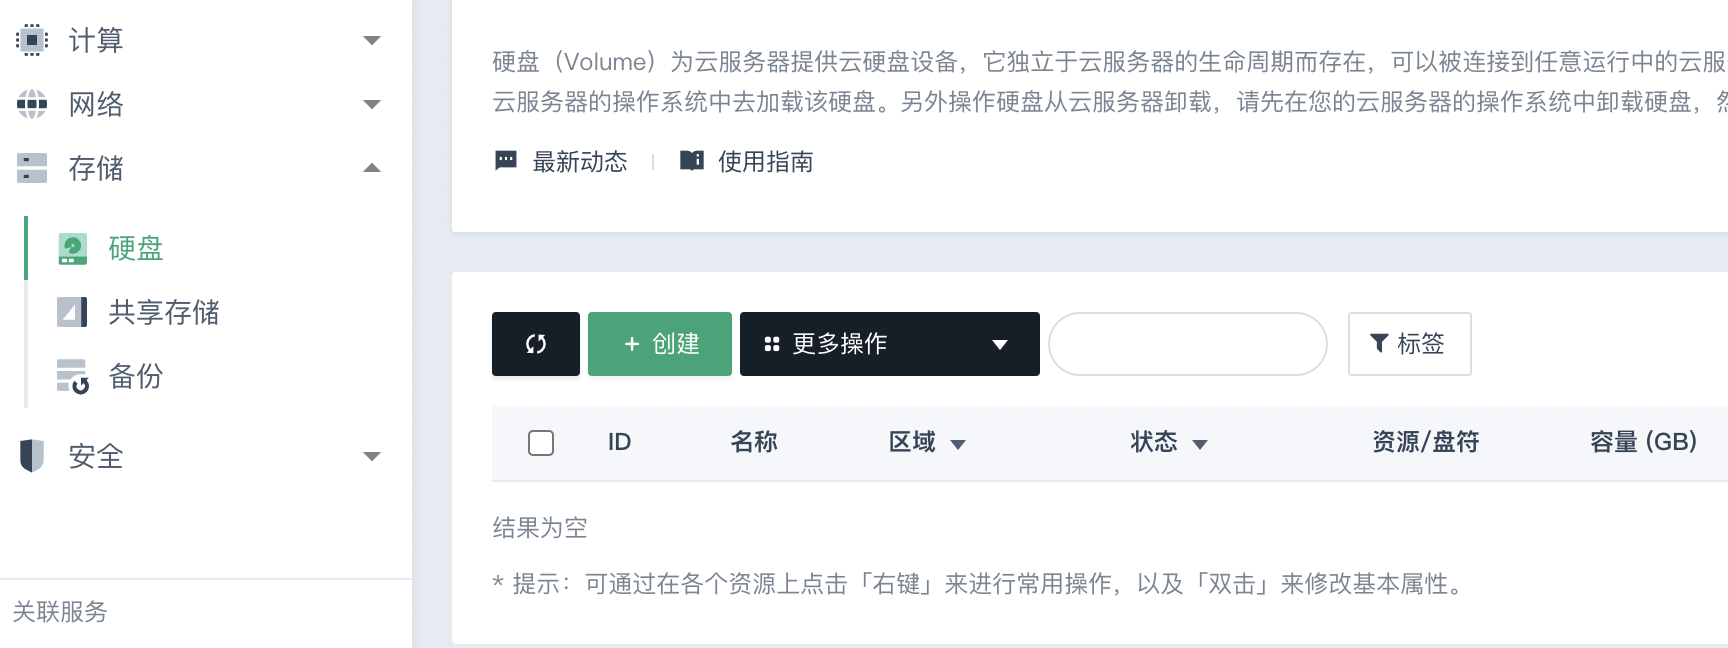 计算
网络
存储
硬盘
共享存储
备份
安全
关联服务
硬盘（Volume）为云服务器提供云硬盘设备，它独立于云服务器的生命周期而存在，可以被连接到任意运行中的云服
云服务器的操作系统中去加载该硬盘。另外操作硬盘从云服务器卸载，请先在您的云服务器的操作系统中卸载硬盘，
最新动态 使用指南
+ 创建 更多操作 标签
ID 名称 区域 状态 资源/盘符 容量 (GB)
结果为空
* 提示：可通过在各个资源上点击「右键」来进行常用操作，以及「双击」来修改基本属性。